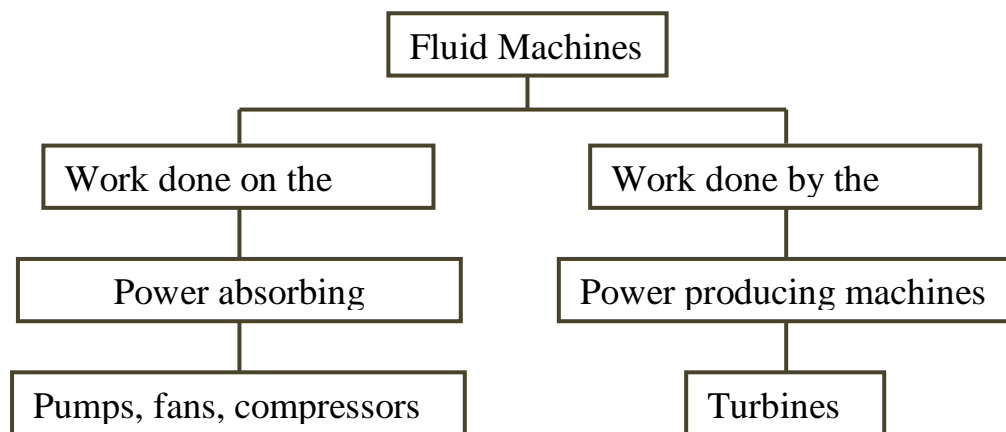 Fluid Machines
Work done on the
Work done by the
Power absorbing
Power producing machines
Pumps, fans, compressors
Turbines